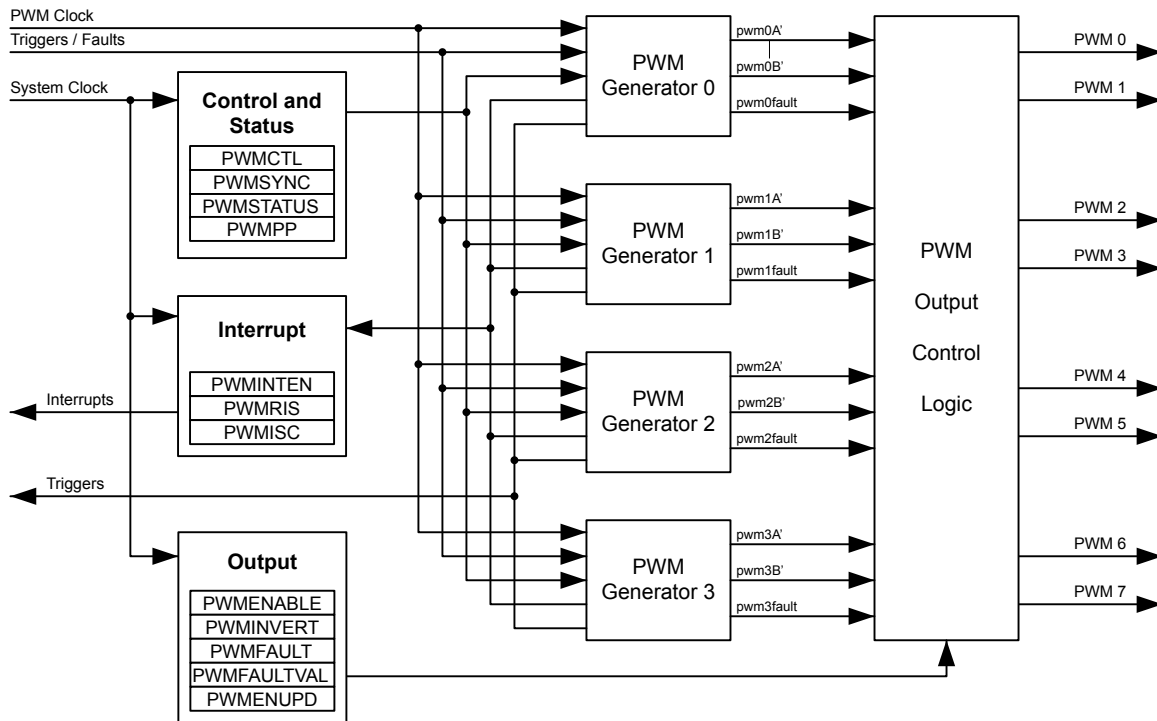 PWM Clock
Triggers / Faults
System Clock
Control and
Status
PWMCTL
PWMSYNC
PWMSTATUS
PWMPP
Interrupt
PWMINTEN
PWMRIS
PWMISC
Interrupts
Triggers
Output
PWMENABLE
PWMINVERT
PWMFAULT
PWMFAULTVAL
PWMENUPD
PWM
Generator 0
pwm0A'
pwm0B'
pwm0fault
PWM
Generator 1
pwm1A'
pwm1B'
pwm1fault
PWM
Generator 2
pwm2A'
pwm2B'
pwm2fault
PWM
Generator 3
pwm3A'
pwm3B'
pwm3fault
PWM
Output
Control
Logic
PWM 0
PWM 1
PWM 2
PWM 3
PWM 4
PWM 5
PWM 6
PWM 7